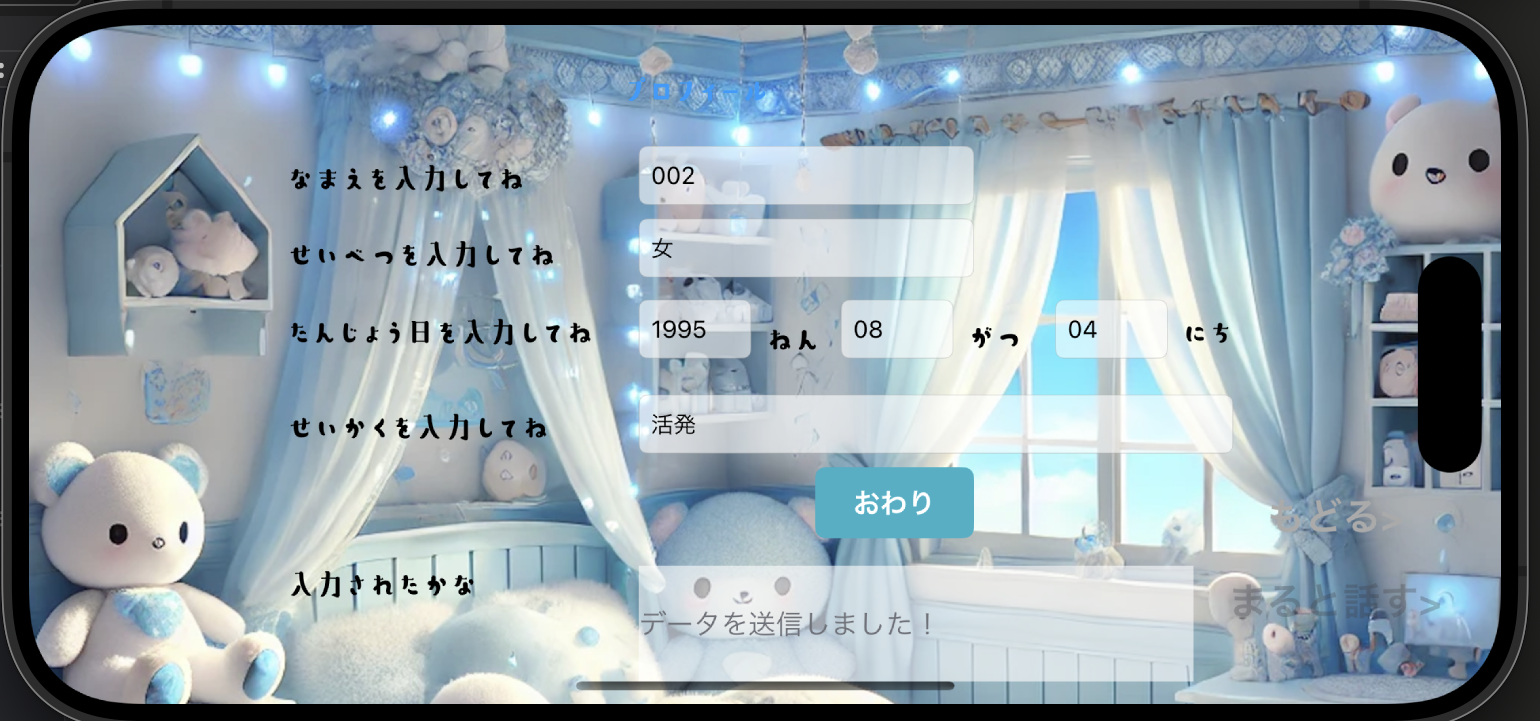 なまえを入力してね
002
せいべつを入力してね
女
たんじょう日を入力してね
1995 ねん 08 がつ 04 にち
せいかくを入力してね
活発
おわり
もどる>
入力されたかな
データを送信しました！
まると話す>